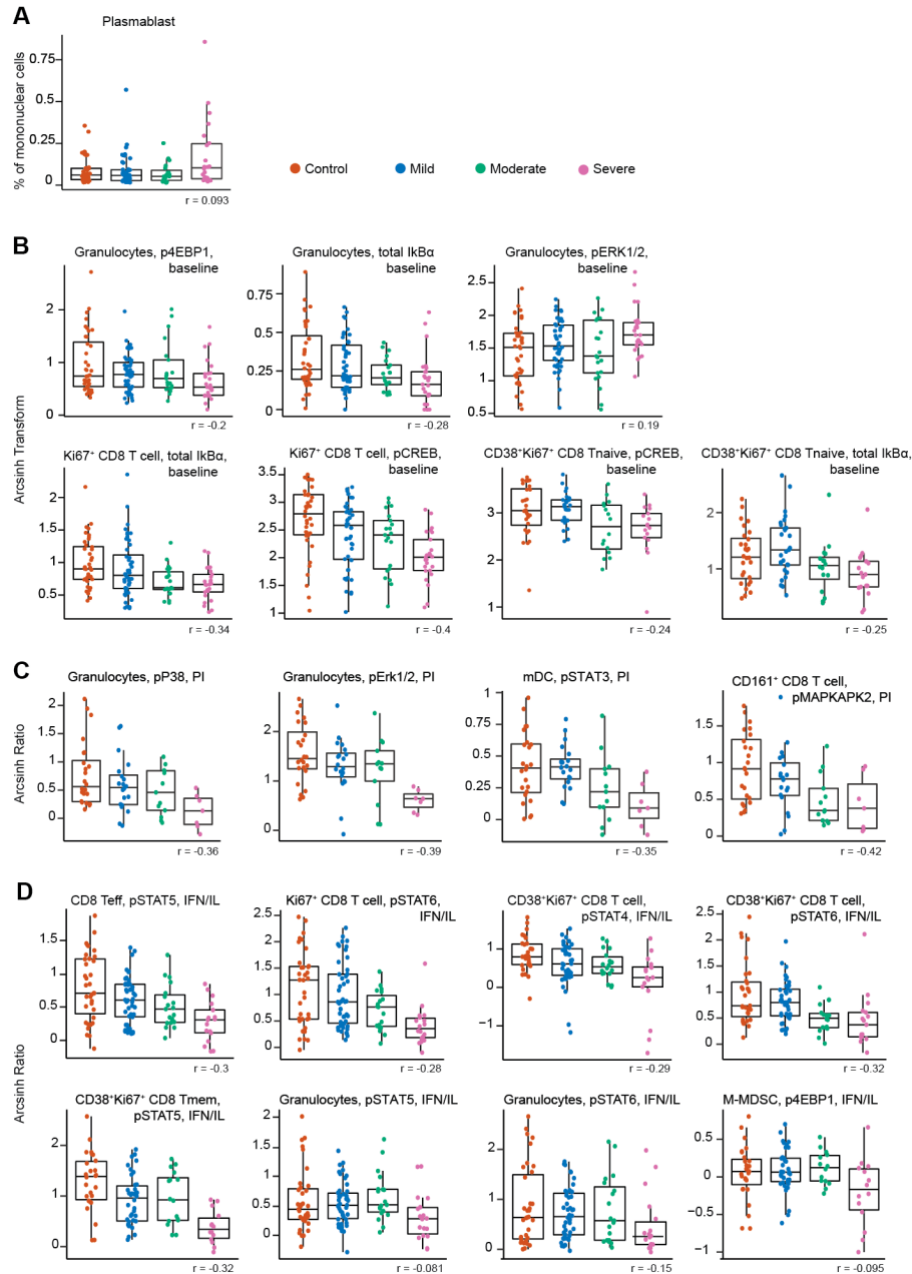 A
Plasmablast
% of mononuclear cells
0.75
0.5
0.25
0
r = 0.093
Control
Mild
Moderate
Severe
B
Arcsinh Transform
Granulocytes, p4EBP1,
baseline
2
1
0
r = -0.2
Granulocytes, total IkBα
baseline
0.75
0.5
0.25
0
r = -0.28
Granulocytes, pERK1/2,
baseline
2.5
2.0
1.5
1.0
0.5
r = 0.19
Ki67⁺ CD8 T cell, total IKBα,
baseline
2
1.5
1
0.5
r = -0.34
Ki67⁺ CD8 T cell, pCREB,
baseline
3.5
3
2.5
2
1.5
1
r = -0.4
CD38⁺Ki67⁺ CD8 Tnaive, pCREB,
baseline
3
2
1
r = -0.24
CD38⁺Ki67⁺ CD8 Tnaive, total IKBα,
baseline
2
1
r = -0.25
C
Arcsinh Ratio
Granulocytes, pP38, PI
2
1.5
1.0
0.5
0
r = -0.36
Granulocytes, pErk1/2, PI
2
1
0
r = -0.39
mDC, pSTAT3, PI
1
0.75
0.5
0.25
0
r = -0.35
CD161⁺ CD8 T cell,
pMAPKAPK2, PI
1.5
1
0.5
0
r = -0.42
D
Arcsinh Ratio
CD8 Teff, pSTAT5, IFN/IL
1.5
1
0.5
0
r = -0.3
Ki67⁺ CD8 T cell, pSTAT6,
IFN/IL
2.5
2.0
1.5
1.0
0.5
0
r = -0.28
CD38⁺Ki67⁺ CD8 T cell,
pSTAT4, IFN/IL
1
0
−1
r = -0.29
CD38⁺Ki67⁺ CD8 T cell,
pSTAT6, IFN/IL
2.5
2
1.5
1
0.5
0
r = -0.32
CD38⁺Ki67⁺ CD8 Tmem,
pSTAT5, IFN/IL
2
1
0
r = -0.32
Granulocytes, pSTAT5, IFN/IL
2.0
1.5
1.0
0.5
0
r = -0.081
Granulocytes, pSTAT6, IFN/IL
2
1
0
r = -0.15
M-MDSC, p4EBP1, IFN/IL
0.5
0.0
−0.5
−1
r = -0.095